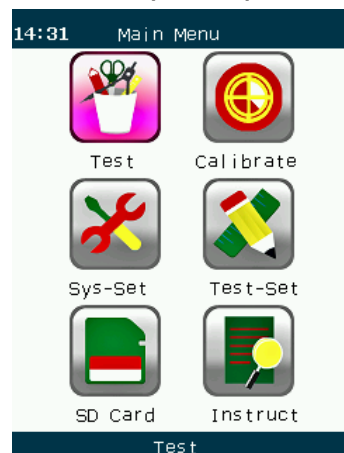 14:31 Main Menu
Test Calibrate
Sys-Set Test-Set
SD Card Instruct
Test